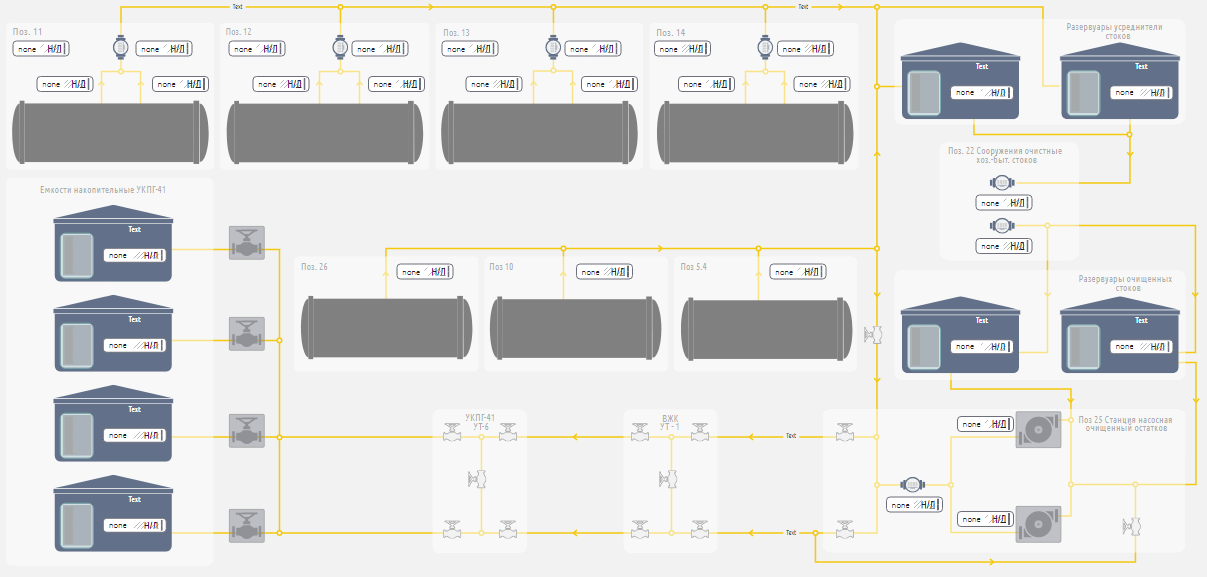 Text
Text
Поз. 11
none Н/Д
none Н/Д
none Н/Д
none Н/Д
Поз. 12
none Н/Д
none Н/Д
none Н/Д
none Н/Д
Поз. 13
none Н/Д
none Н/Д
none Н/Д
none Н/Д
Поз. 14
none Н/Д
none Н/Д
none Н/Д
none Н/Д
Резервуары усреднители
стоков
Text
none Н/Д
Text
none Н/Д
Поз. 22 Сооружения очистные
хоз.-быт. стоков
none Н/Д
none Н/Д
Емкости накопительные УКПГ-41
Text
none Н/Д
Text
none Н/Д
Text
none Н/Д
Text
none Н/Д
Поз. 26
none Н/Д
Поз 10
none Н/Д
Поз 5.4
none Н/Д
Резервуары очищенных
стоков
Text
none Н/Д
Text
none Н/Д
УКПГ-41
УТ-6
ВЖК
УТ - 1
Text
Text
none Н/Д
none Н/Д
none Н/Д
Поз 25 Станция насосная
очищенный остатков